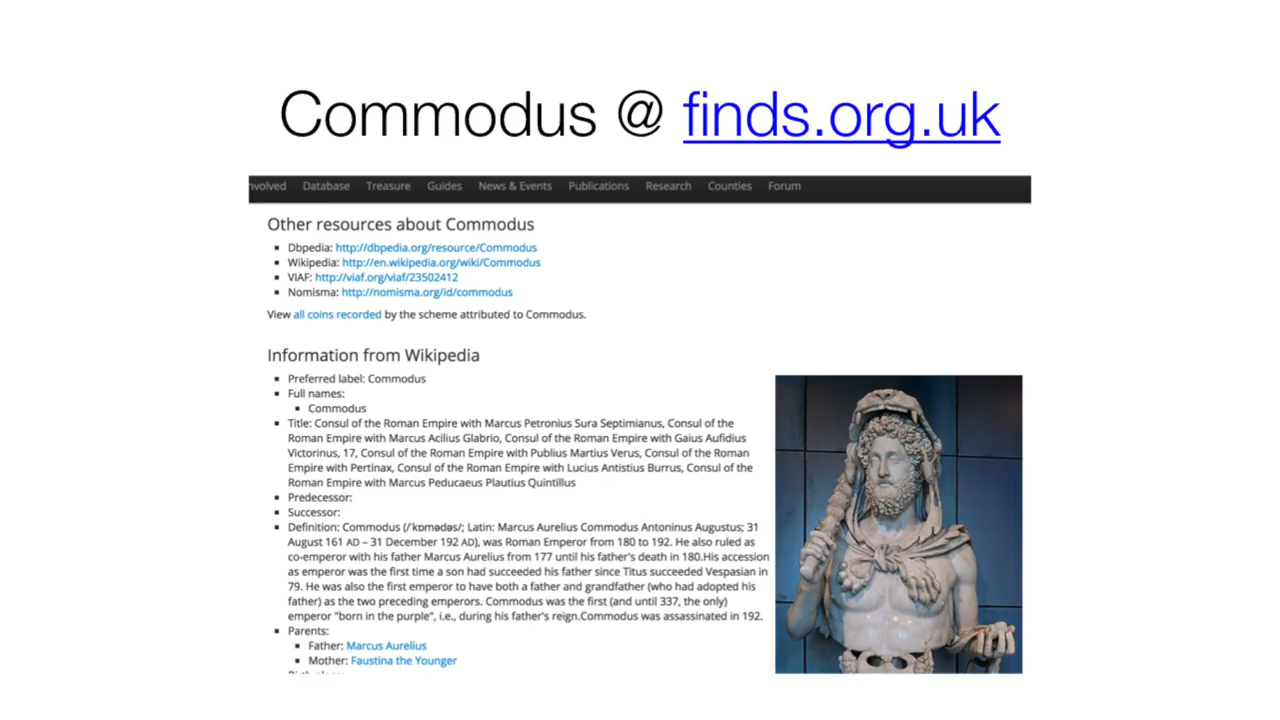 Commodus @ finds.org.uk
nvolved Database Treasure Guides News & Events Publications Research Counties Forum
Other resources about Commodus
Dbpedia: http://dbpedia.org/resource/Commodus
Wikipedia: http://en.wikipedia.org/wiki/Commodus
VIAF: http://viaf.org/viaf/23502412
Nomisma: http://nomisma.org/id/commodus
View all coins recorded by the scheme attributed to Commodus.
Information from Wikipedia
Preferred label: Commodus
Full names:
Commodus
Title: Consul of the Roman Empire with Marcus Petronius Sura Septimianus, Consul of the
Roman Empire with Marcus Acilius Glabrio, Consul of the Roman Empire with Gaius Aufidius
Victorinus, 17, Consul of the Roman Empire with Publius Martius Verus, Consul of the Roman
Empire with Pertinax, Consul of the Roman Empire with Lucius Antistius Burrus, Consul of the
Roman Empire with Marcus Peducaeus Plautius Quintillus
Predecessor:
Successor:
Definition: Commodus (/ˈkɒmədəs/; Latin: Marcus Aurelius Commodus Antoninus Augustus; 31
August 161 AD – 31 December 192 AD), was Roman Emperor from 180 to 192. He also ruled as
co-emperor with his father Marcus Aurelius from 177 until his father's death in 180.His accession
as emperor was the first time a son had succeeded his father since Titus succeeded Vespasian in
79. He was also the first emperor to have both a father and grandfather (who had adopted his
father) as the two preceding emperors. Commodus was the first (and until 337, the only)
emperor "born in the purple", i.e., during his father's reign.Commodus was assassinated in 192.
Parents:
Father: Marcus Aurelius
Mother: Faustina the Younger